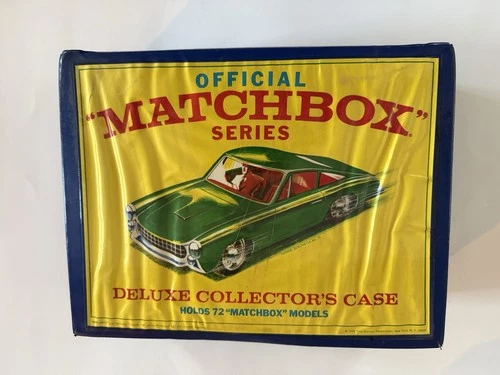 OFFICIAL
"MATCHBOX"
SERIES
DELUXE COLLECTOR'S CASE
HOLDS 72 "MATCHBOX" MODELS